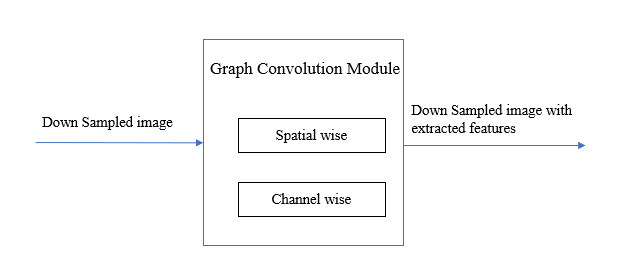 Graph Convolution Module
Down Sampled image
Down Sampled image with
extracted features
Spatial wise
Channel wise